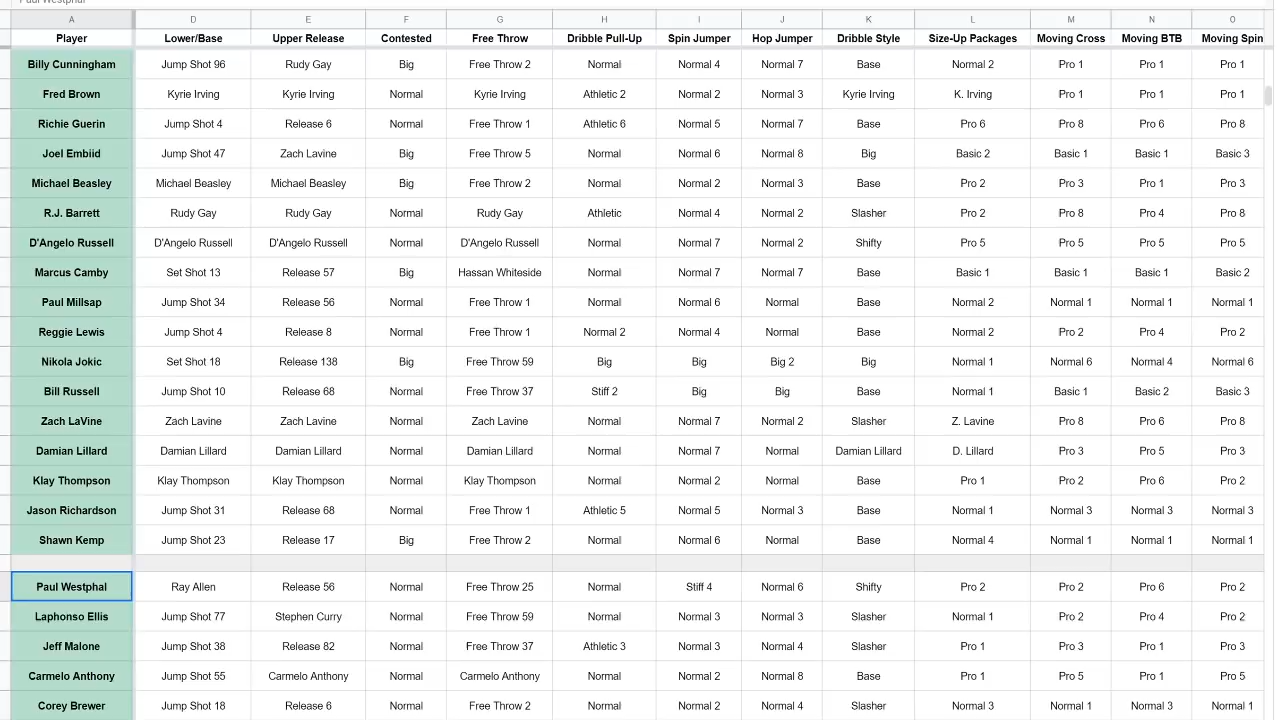 Paul Westphal
A B E F G H I J K L M N O
Player Lower/Base Upper Release Contested Free Throw Dribble Pull-Up Spin Jumper Hop Jumper Dribble Style Size-Up Packages Moving Cross Moving BTB Moving Spin
Billy Cunningham Jump Shot 96 Rudy Gay Big Free Throw 2 Normal Normal 4 Normal 7 Base Normal 2 Pro 1 Pro 1 Pro 1
Fred Brown Kyrie Irving Kyrie Irving Normal Kyrie Irving Athletic 2 Normal 2 Normal 3 Kyrie Irving K. Irving Pro 1 Pro 1 Pro 1
Richie Guerin Jump Shot 4 Release 6 Normal Free Throw 1 Athletic 6 Normal 5 Normal 7 Base Pro 6 Pro 8 Pro 6 Pro 8
Joel Embiid Jump Shot 47 Zach Lavine Big Free Throw 5 Normal Normal 6 Normal 8 Big Basic 2 Basic 1 Basic 1 Basic 3
Michael Beasley Michael Beasley Michael Beasley Big Free Throw 2 Normal Normal 2 Normal 3 Base Pro 2 Pro 3 Pro 1 Pro 3
R.J. Barrett Rudy Gay Rudy Gay Normal Rudy Gay Athletic Normal 4 Normal 2 Slasher Pro 2 Pro 8 Pro 4 Pro 8
D'Angelo Russell D'Angelo Russell D'Angelo Russell Normal D'Angelo Russell Normal Normal 7 Normal 2 Shifty Pro 5 Pro 5 Pro 5 Pro 5
Marcus Camby Set Shot 13 Release 57 Big Hassan Whiteside Normal Normal 7 Normal 7 Base Basic 1 Basic 1 Basic 1 Basic 2
Paul Millsap Jump Shot 34 Release 56 Normal Free Throw 1 Normal Normal 6 Normal Base Normal 2 Normal 1 Normal 1 Normal 1
Reggie Lewis Jump Shot 4 Release 8 Normal Free Throw 1 Normal 2 Normal 4 Normal Base Normal 2 Pro 2 Pro 4 Pro 2
Nikola Jokic Set Shot 18 Release 138 Big Free Throw 59 Big Big Big 2 Big Normal 1 Normal 6 Normal 4 Normal 6
Bill Russell Jump Shot 10 Release 68 Normal Free Throw 37 Stiff 2 Big Big Base Normal 1 Basic 1 Basic 2 Basic 3
Zach LaVine Zach Lavine Zach Lavine Normal Zach Lavine Normal Normal 7 Normal 2 Slasher Z. Lavine Pro 8 Pro 6 Pro 8
Damian Lillard Damian Lillard Damian Lillard Normal Damian Lillard Normal Normal 7 Normal Damian Lillard D. Lillard Pro 3 Pro 5 Pro 3
Klay Thompson Klay Thompson Klay Thompson Normal Klay Thompson Normal Normal 2 Normal Base Pro 1 Pro 2 Pro 6 Pro 2
Jason Richardson Jump Shot 31 Release 68 Normal Free Throw 1 Athletic 5 Normal 5 Normal 3 Base Normal 1 Normal 3 Normal 3 Normal 3
Shawn Kemp Jump Shot 23 Release 17 Big Free Throw 2 Normal Normal 6 Normal Base Normal 4 Normal 1 Normal 1 Normal 1
Paul Westphal Ray Allen Release 56 Normal Free Throw 25 Normal Stiff 4 Normal 6 Shifty Pro 2 Pro 2 Pro 6 Pro 2
Laphonso Ellis Jump Shot 77 Stephen Curry Normal Free Throw 59 Normal Normal 3 Normal 3 Slasher Normal 1 Pro 2 Pro 4 Pro 2
Jeff Malone Jump Shot 38 Release 82 Normal Free Throw 37 Athletic 3 Normal 3 Normal 4 Slasher Pro 1 Pro 3 Pro 1 Pro 3
Carmelo Anthony Jump Shot 55 Carmelo Anthony Normal Carmelo Anthony Normal Normal 2 Normal 8 Base Pro 1 Pro 5 Pro 1 Pro 5
Corey Brewer Jump Shot 18 Release 6 Normal Free Throw 2 Normal Normal 2 Normal 4 Slasher Normal 3 Normal 1 Normal 3 Normal 1